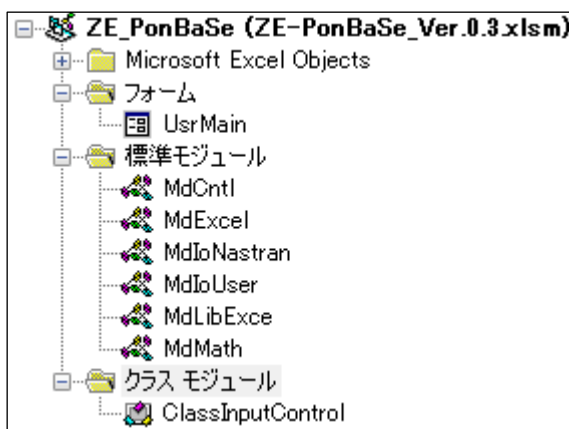 ZE_PonBaSe (ZE-PonBaSe_Ver.0.3.xlsm)
Microsoft Excel Objects
フォーム
UsrMain
標準モジュール
MdCntl
MdExcel
MdIoNastran
MdIoUser
MdLibExce
MdMath
クラス モジュール
ClassInputControl